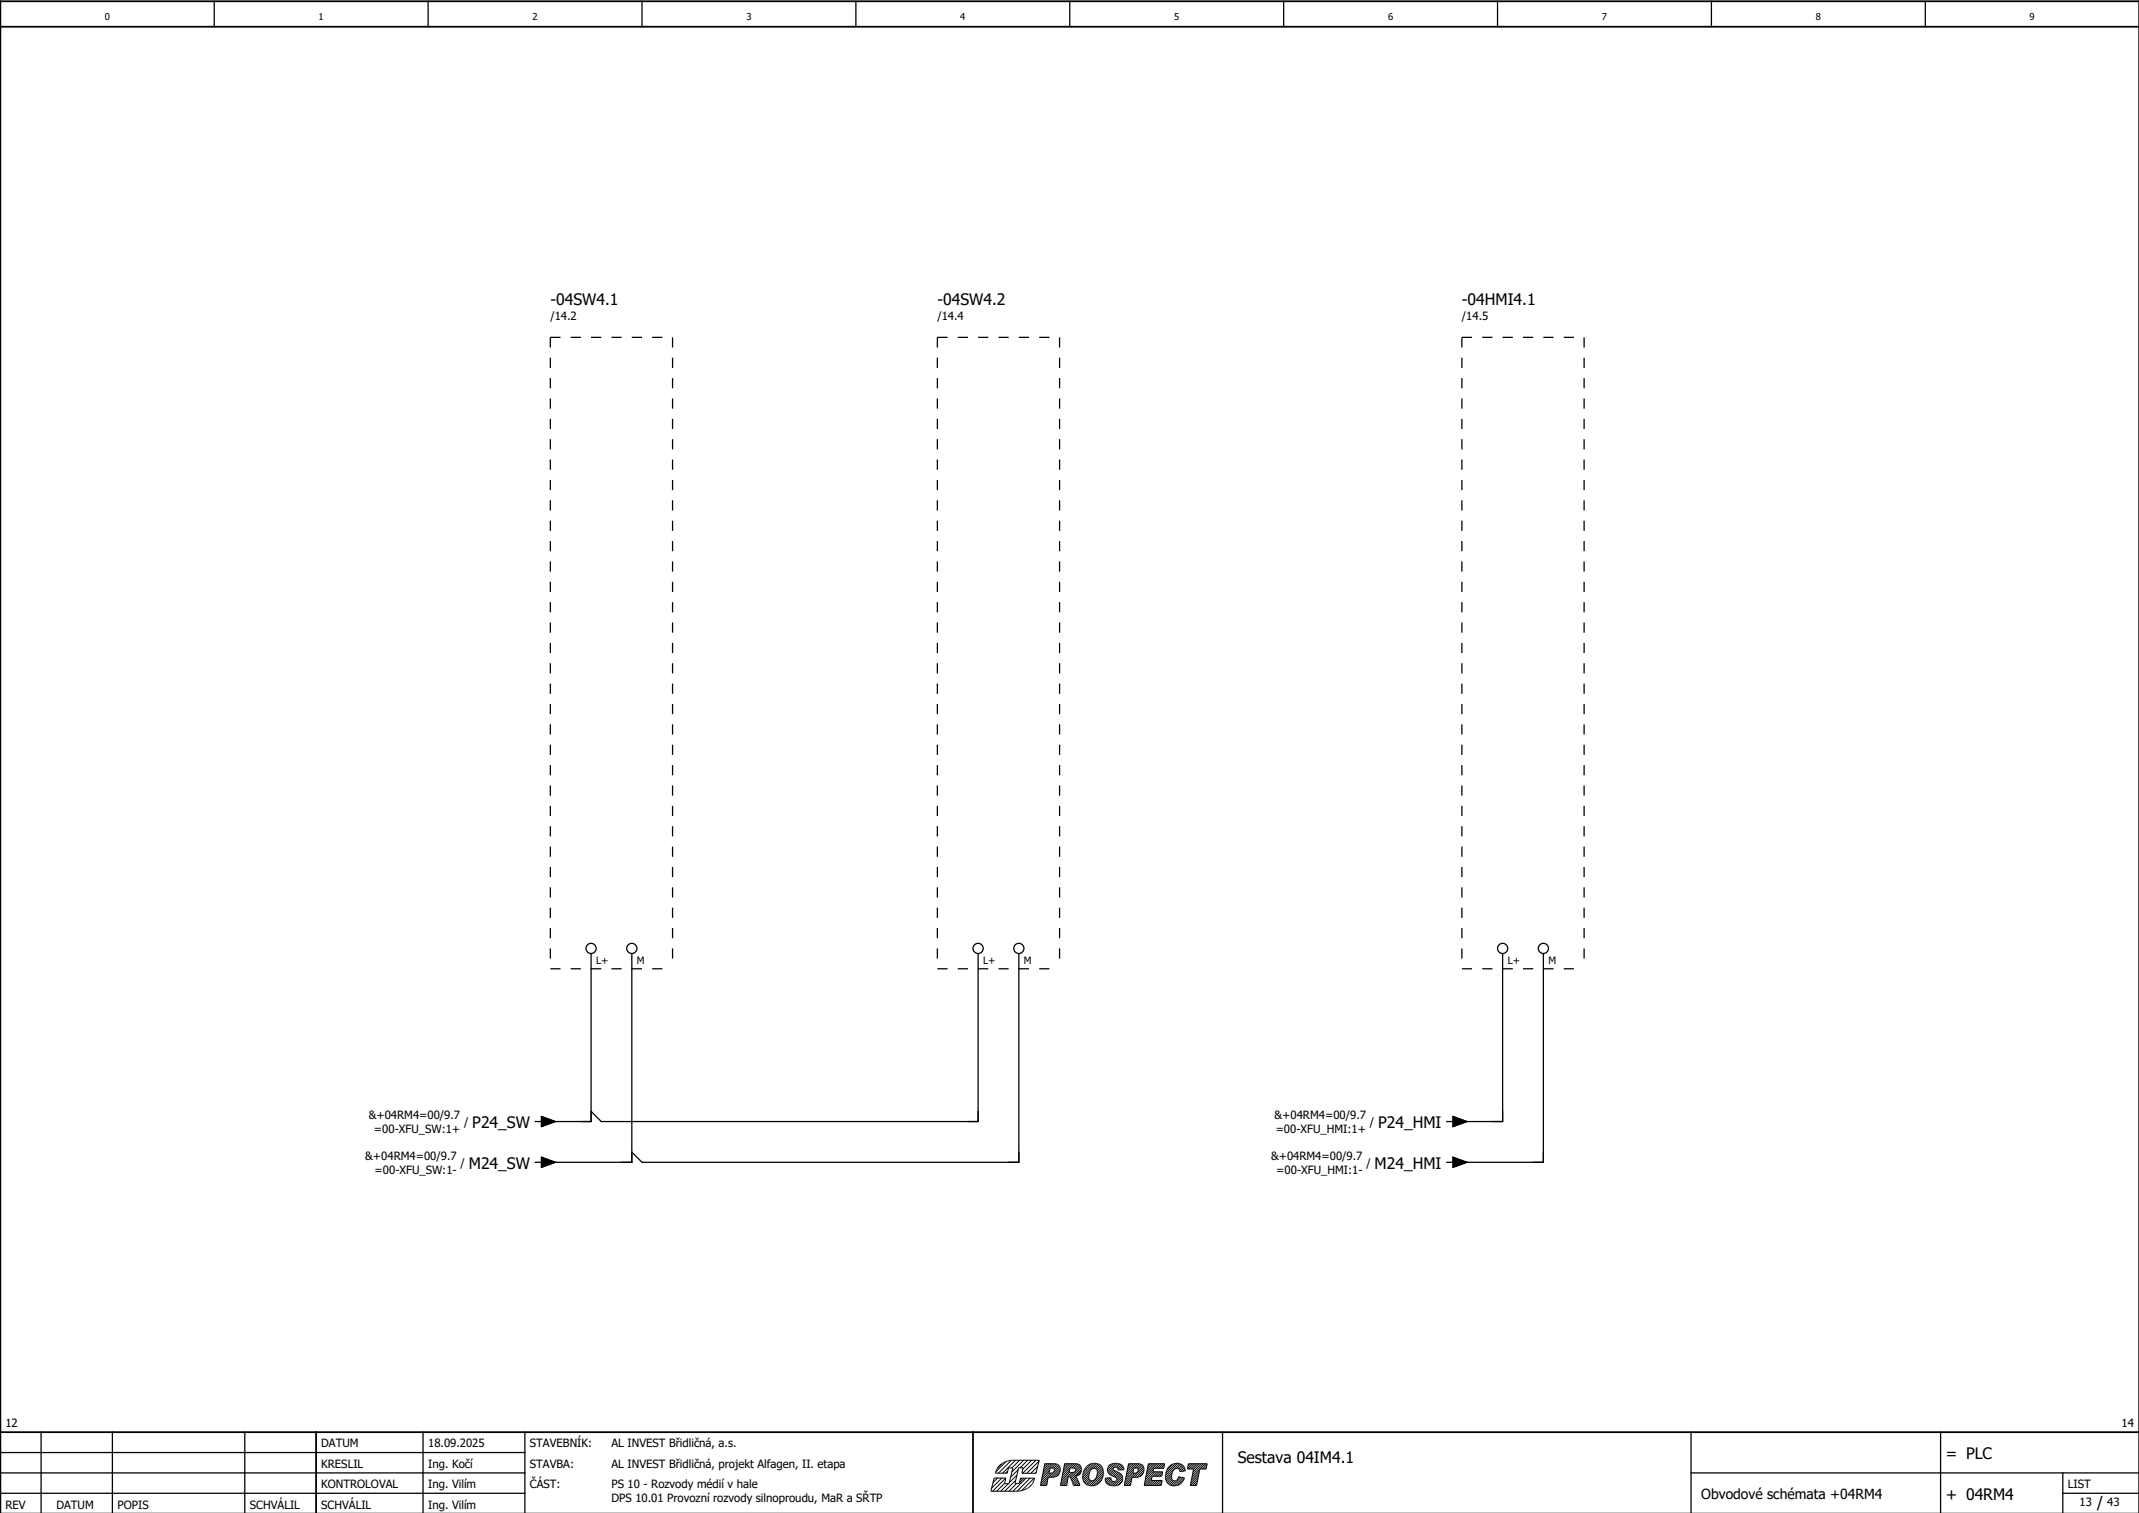 0 1 2 3 4 5 6 7 8 9
-04SW4.1
/14.2
-04SW4.2
/14.4
-04HMI4.1
/14.5
L+ M
L+ M
L+ M
&+04RM4=00/9.7
=00-XFU_SW:1+ / P24_SW
&+04RM4=00/9.7
=00-XFU_SW:1- / M24_SW
&+04RM4=00/9.7
=00-XFU_HMI:1+ / P24_HMI
&+04RM4=00/9.7
=00-XFU_HMI:1- / M24_HMI
12
14
DATUM 18.09.2025
KRESLIL Ing. Kočí
KONTROLOVAL Ing. Vilím
REV DATUM POPIS SCHVÁLIL SCHVÁLIL Ing. Vilím
STAVEBNÍK: AL INVEST Břidličná, a.s.
STAVBA: AL INVEST Břidličná, projekt Alfagen, II. etapa
ČÁST: PS 10 - Rozvody médií v hale
DPS 10.01 Provozní rozvody silnoproudu, MaR a SŘTP
PROSPECT
Sestava 04IM4.1
Obvodové schémata +04RM4
= PLC
+ 04RM4
LIST
13 / 43